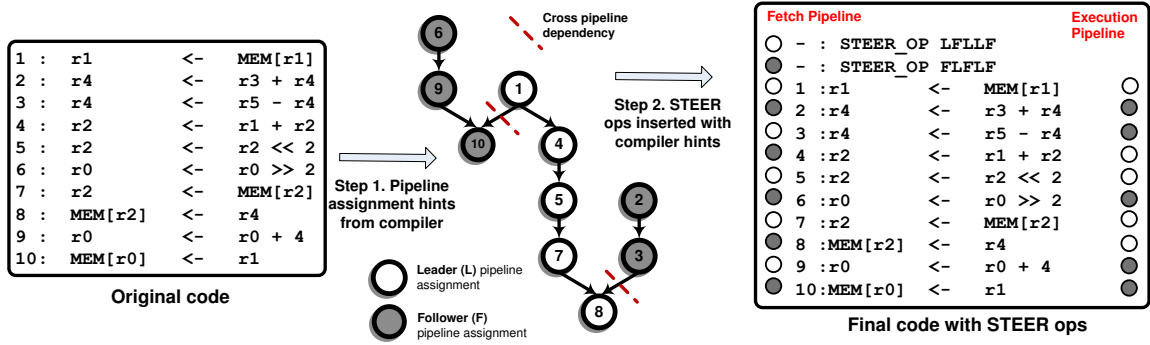 1 : r1 <- MEM[r1]
2 : r4 <- r3 + r4
3 : r4 <- r5 - r4
4 : r2 <- r1 + r2
5 : r2 <- r2 << 2
6 : r0 <- r0 >> 2
7 : r2 <- MEM[r2]
8 : MEM[r2] <- r4
9 : r0 <- r0 + 4
10: MEM[r0] <- r1
Original code
Step 1. Pipeline
assignment hints
from compiler
6
9
1
10
4
5
2
7
3
8
Cross pipeline
dependency
Leader (L) pipeline
assignment
Follower (F)
pipeline assignment
Step 2. STEER
ops inserted with
compiler hints
Fetch Pipeline
Execution
Pipeline
- : STEER_OP LFLLF
- : STEER_OP FLFLF
1 :r1 <- MEM[r1]
2 :r4 <- r3 + r4
3 :r4 <- r5 - r4
4 :r2 <- r1 + r2
5 :r2 <- r2 << 2
6 :r0 <- r0 >> 2
7 :r2 <- MEM[r2]
8 :MEM[r2] <- r4
9 :r0 <- r0 + 4
10:MEM[r0] <- r1
Final code with STEER ops